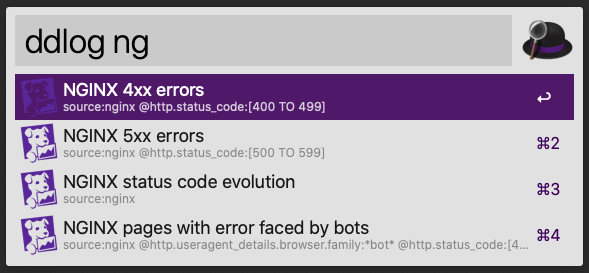 ddlog ng
NGINX 4xx errors
source:nginx @http.status_code:[400 TO 499]
↩
NGINX 5xx errors
source:nginx @http.status_code:[500 TO 599]
⌘2
NGINX status code evolution
source:nginx
⌘3
NGINX pages with error faced by bots
source:nginx @http.useragent_details.browser.family:*bot* @http.status_code:[4...
⌘4